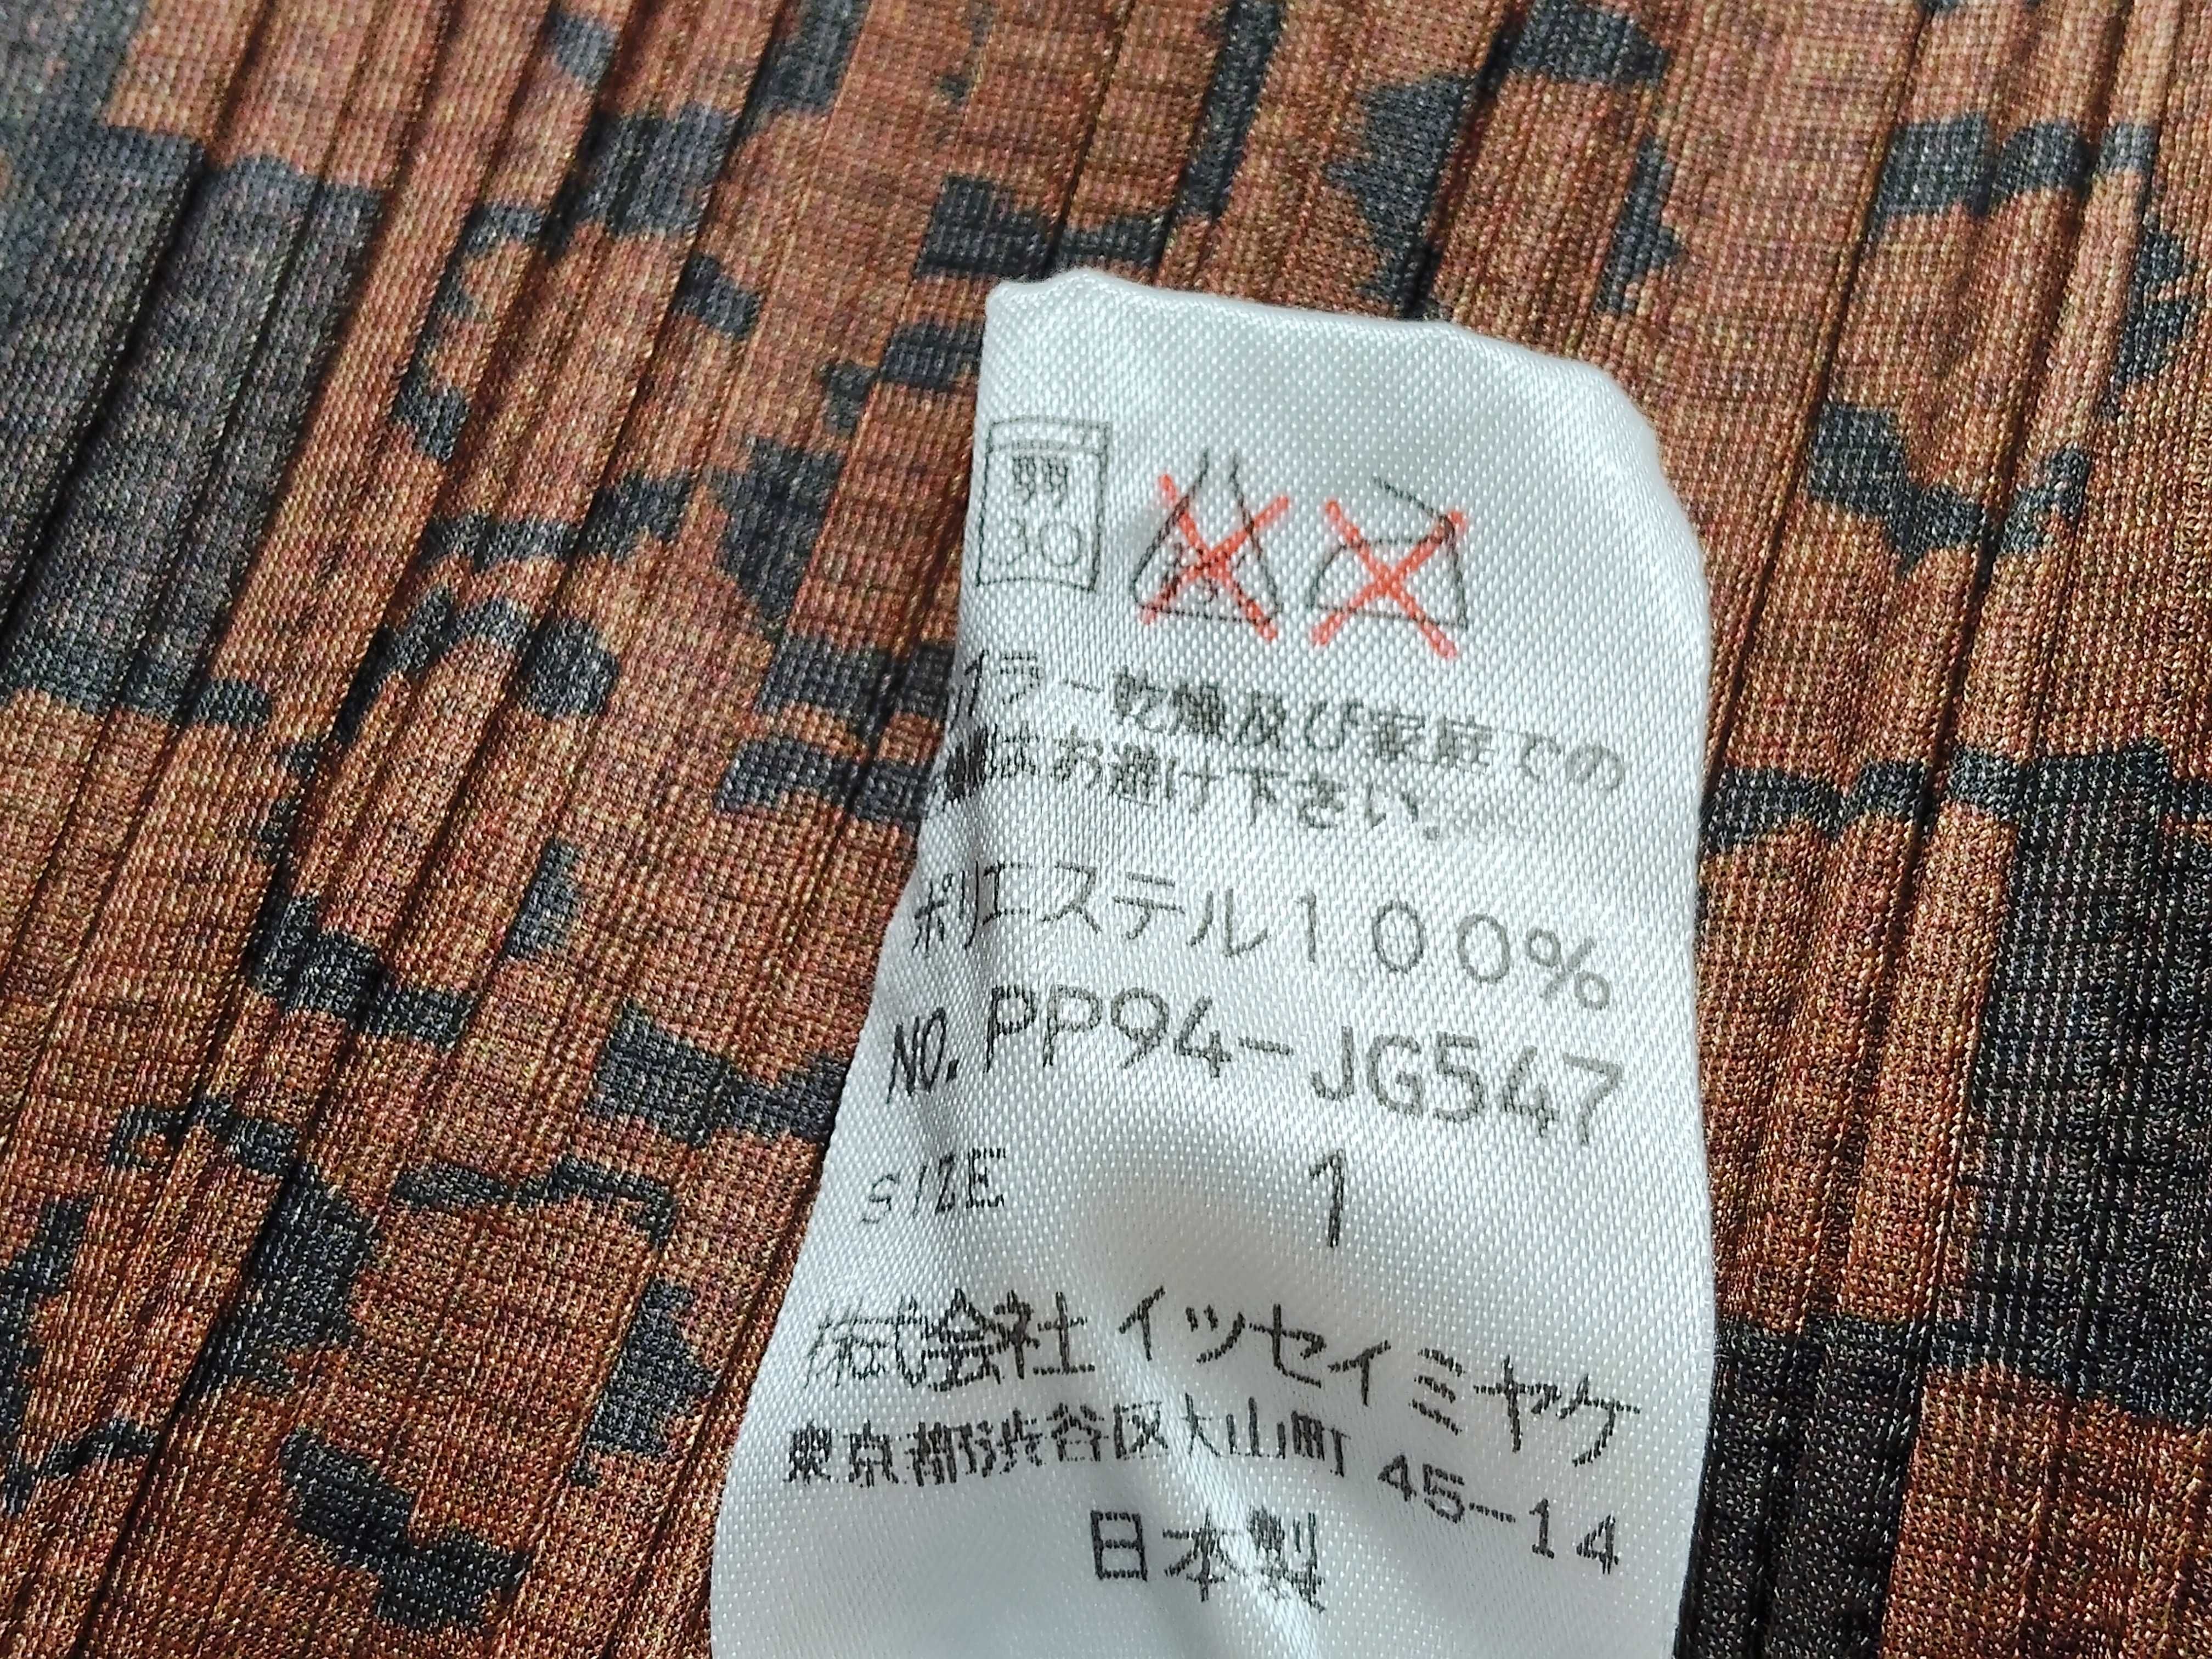 弱
30
イラー乾燥及び家庭での
はお避け下さい。
ポリエステル100%
NO. PP94-JG547
SIZE 1
株式会社 イッセイミヤケ
東京都渋谷区大山町 45-14
日本製